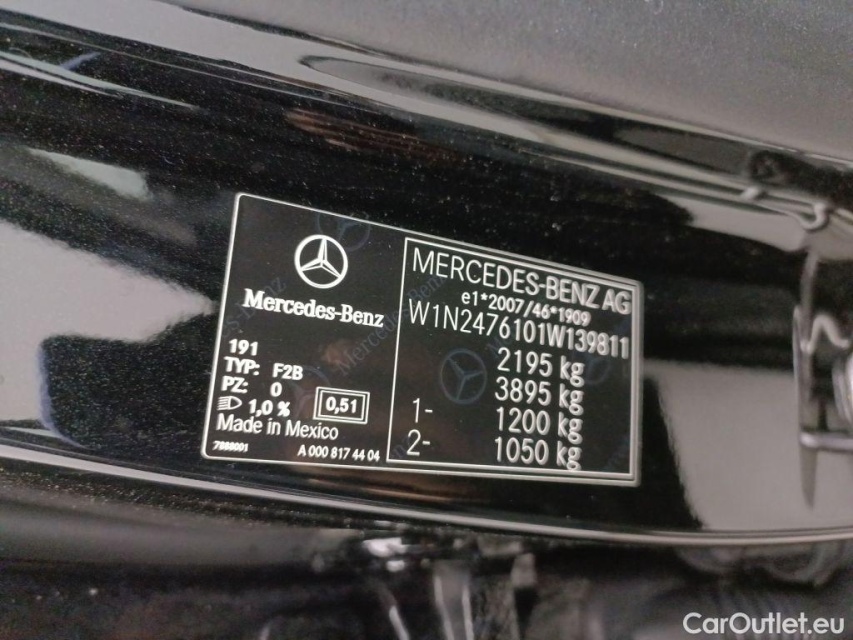 Mercedes-Benz
191
TYP: F2B
PZ: 0
1,0 % 0,51
Made in Mexico
7888001 A 000 817 44 04
MERCEDES-BENZ AG
e1*2007/46*1909
W1N2476101W139811
2195 kg
3895 kg
1- 1200 kg
2- 1050 kg
CarOutlet.eu